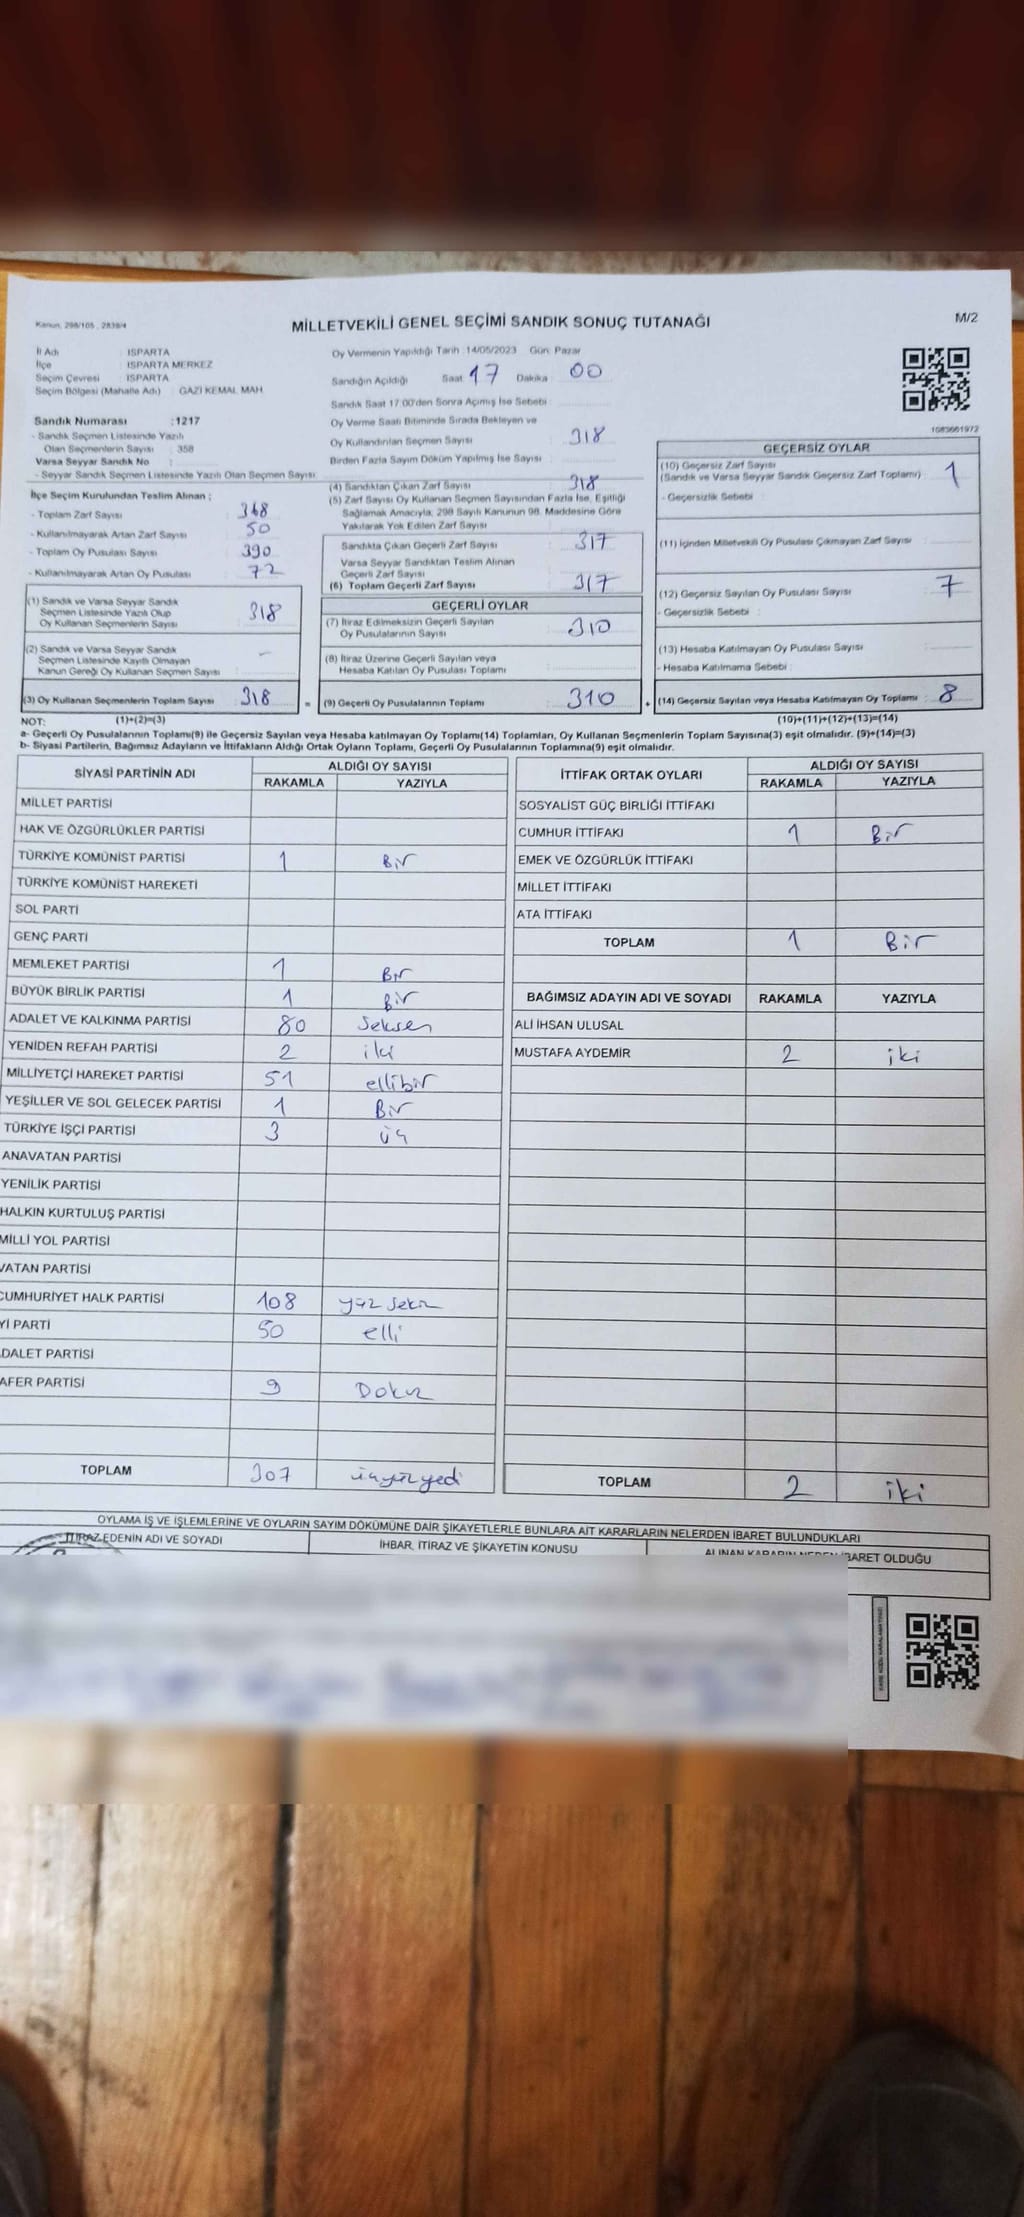 Kanun, 298/105 , 2839/4
MİLLETVEKİLİ GENEL SEÇİMİ SANDIK SONUÇ TUTANAĞI
M/2
İl Adı : ISPARTA
İlçe : ISPARTA MERKEZ
Seçim Çevresi : ISPARTA
Seçim Bölgesi (Mahalle Adı) : GAZİ KEMAL MAH
Sandık Numarası :1217
- Sandık Seçmen Listesinde Yazılı
Olan Seçmenlerin Sayısı : 358
Varsa Seyyar Sandık No :
- Seyyar Sandık Seçmen Listesinde Yazılı Olan Seçmen Sayısı
İlçe Seçim Kurulundan Teslim Alınan ;
- Toplam Zarf Sayısı : 368
- Kullanılmayarak Artan Zarf Sayısı : 50
- Toplam Oy Pusulası Sayısı : 390
- Kullanılmayarak Artan Oy Pusulası : 72
(1) Sandık ve Varsa Seyyar Sandık
Seçmen Listesinde Yazılı Olup
Oy Kullanan Seçmenlerin Sayısı : 318
(2) Sandık ve Varsa Seyyar Sandık
Seçmen Listesinde Kayıtlı Olmayan
Kanun Gereği Oy Kullanan Seçmen Sayısı : -
(3) Oy Kullanan Seçmenlerin Toplam Sayısı : 318
Oy Vermenin Yapıldığı Tarih :14/05/2023 Gün: Pazar
Sandığın Açıldığı Saat : 17 Dakika : 00
Sandık Saat 17:00'den Sonra Açımış İse Sebebi :
Oy Verme Saati Bitiminde Sırada Bekleyen ve
Oy Kullandırılan Seçmen Sayısı : 318
Birden Fazla Sayım Döküm Yapılmış İse Sayısı :
(4) Sandıktan Çıkan Zarf Sayısı : 318
(5) Zarf Sayısı Oy Kullanan Seçmen Sayısından Fazla İse, Eşitliği
Sağlamak Amacıyla, 298 Sayılı Kanunun 98. Maddesine Göre
Yakılarak Yok Edilen Zarf Sayısı :
Sandıkta Çıkan Geçerli Zarf Sayısı : 317
Varsa Seyyar Sandıktan Teslim Alınan
Geçerli Zarf Sayısı :
(6) Toplam Geçerli Zarf Sayısı : 317
GEÇERLİ OYLAR
(7) İtiraz Edilmeksizin Geçerli Sayılan
Oy Pusulalarının Sayısı : 310
(8) İtiraz Üzerine Geçerli Sayılan veya
Hesaba Katılan Oy Pusulası Toplamı :
= (9) Geçerli Oy Pusulalarının Toplamı : 310 +
1083661972
GEÇERSİZ OYLAR
(10) Geçersiz Zarf Sayısı
(Sandık ve Varsa Seyyar Sandık Geçersiz Zarf Toplamı) : 1
- Geçersizlik Sebebi :
(11) İçinden Milletvekili Oy Pusulası Çıkmayan Zarf Sayısı :
(12) Geçersiz Sayılan Oy Pusulası Sayısı : 7
- Geçersizlik Sebebi :
(13) Hesaba Katılmayan Oy Pusulası Sayısı :
- Hesaba Katılmama Sebebi :
(14) Geçersiz Sayılan veya Hesaba Katılmayan Oy Toplamı : 8
NOT: (1)+(2)=(3) (10)+(11)+(12)+(13)=(14)
a- Geçerli Oy Pusulalarının Toplamı(9) ile Geçersiz Sayılan veya Hesaba katılmayan Oy Toplamı(14) Toplamları, Oy Kullanan Seçmenlerin Toplam Sayısına(3) eşit olmalıdır. (9)+(14)=(3)
b- Siyasi Partilerin, Bağımsız Adayların ve İttifakların Aldığı Ortak Oyların Toplamı, Geçerli Oy Pusulalarının Toplamına(9) eşit olmalıdır.
SİYASİ PARTİNİN ADI ALDIĞI OY SAYISI
RAKAMLA YAZIYLA
MİLLET PARTİSİ
HAK VE ÖZGÜRLÜKLER PARTİSİ
TÜRKİYE KOMÜNİST PARTİSİ 1 Bir
TÜRKİYE KOMÜNİST HAREKETİ
SOL PARTİ
GENÇ PARTİ
MEMLEKET PARTİSİ 1 Bir
BÜYÜK BİRLİK PARTİSİ 1 Bir
ADALET VE KALKINMA PARTİSİ 80 Seksen
YENİDEN REFAH PARTİSİ 2 iki
MİLLİYETÇİ HAREKET PARTİSİ 51 ellibir
YEŞİLLER VE SOL GELECEK PARTİSİ 1 Bir
TÜRKİYE İŞÇİ PARTİSİ 3 üç
ANAVATAN PARTİSİ
YENİLİK PARTİSİ
HALKIN KURTULUŞ PARTİSİ
MİLLİ YOL PARTİSİ
VATAN PARTİSİ
CUMHURİYET HALK PARTİSİ 108 yüz sekiz
Yİ PARTİ 50 elli
DALET PARTİSİ
AFER PARTİSİ 9 Dokuz
TOPLAM 307 üçyüzyedi
İTTİFAK ORTAK OYLARI ALDIĞI OY SAYISI
RAKAMLA YAZIYLA
SOSYALİST GÜÇ BİRLİĞİ İTTİFAKI
CUMHUR İTTİFAKI 1 Bir
EMEK VE ÖZGÜRLÜK İTTİFAKI
MİLLET İTTİFAKI
ATA İTTİFAKI
TOPLAM 1 Bir
BAĞIMSIZ ADAYIN ADI VE SOYADI RAKAMLA YAZIYLA
ALİ İHSAN ULUSAL
MUSTAFA AYDEMİR 2 iki
TOPLAM 2 iki
OYLAMA İŞ VE İŞLEMLERİNE VE OYLARIN SAYIM DÖKÜMÜNE DAİR ŞİKAYETLERLE BUNLARA AİT KARARLARIN NELERDEN İBARET BULUNDUKLARI
İTİRAZ EDENİN ADI VE SOYADI İHBAR, İTİRAZ VE ŞİKAYETİN KONUSU ALINAN KARARIN NEDEN İBARET OLDUĞU